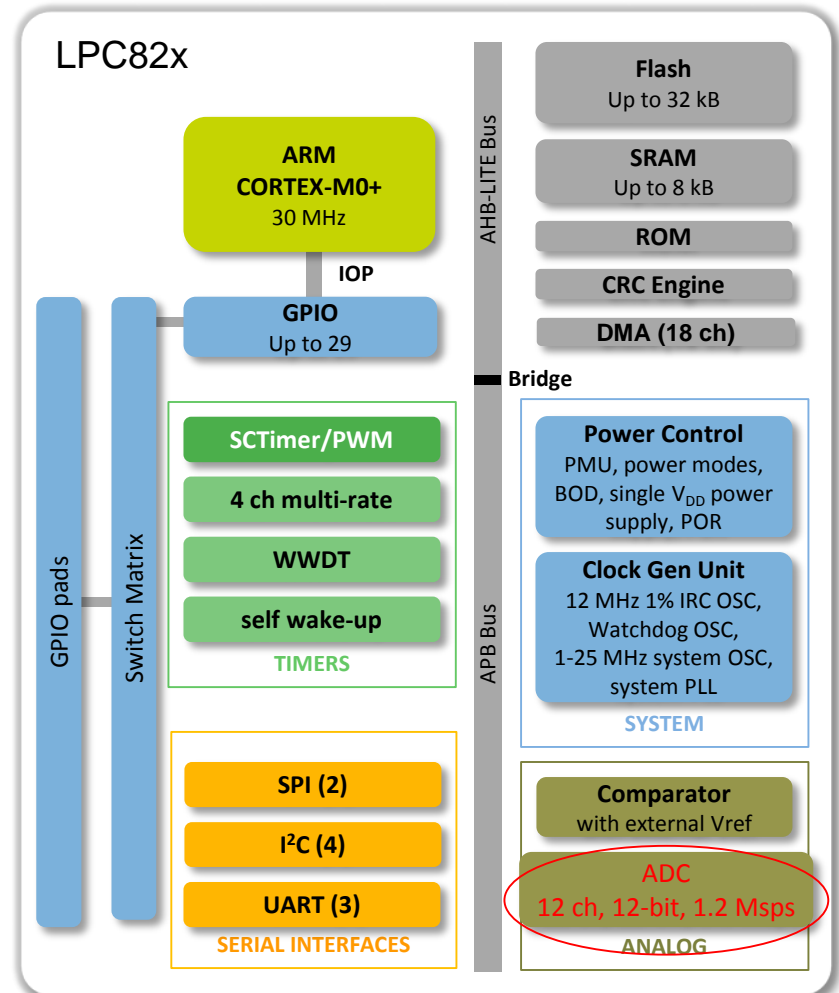 LPC82x
ARM
CORTEX-M0+
30 MHz
IOP
GPIO
Up to 29
GPIO pads
Switch Matrix
SCTimer/PWM
4 ch multi-rate
WWDT
self wake-up
TIMERS
SPI (2)
I²C (4)
UART (3)
SERIAL INTERFACES
AHB-LITE Bus
Bridge
APB Bus
Flash
Up to 32 kB
SRAM
Up to 8 kB
ROM
CRC Engine
DMA (18 ch)
Power Control
PMU, power modes,
BOD, single VDD power
supply, POR
Clock Gen Unit
12 MHz 1% IRC OSC,
Watchdog OSC,
1-25 MHz system OSC,
system PLL
SYSTEM
Comparator
with external Vref
ADC
12 ch, 12-bit, 1.2 Msps
ANALOG